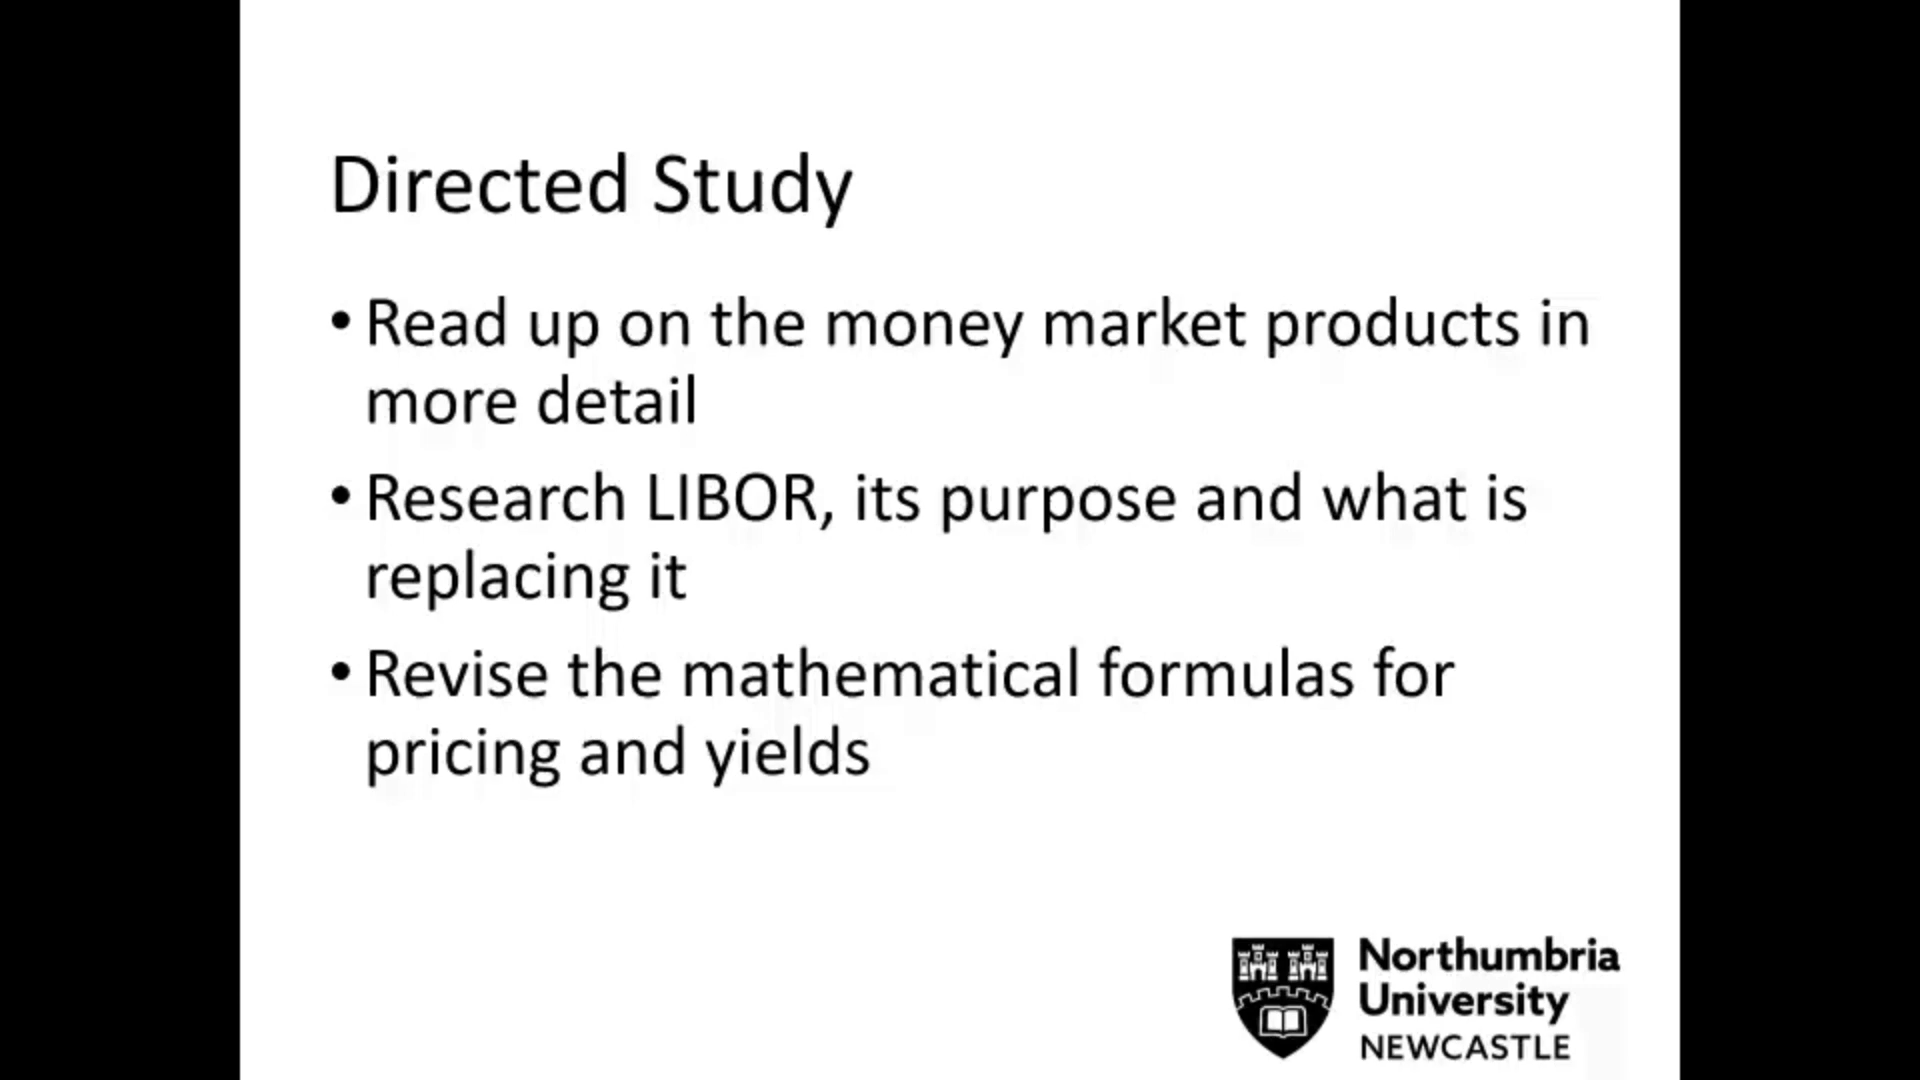 Directed Study
• Read up on the money market products in
more detail
• Research LIBOR, its purpose and what is
replacing it
• Revise the mathematical formulas for
pricing and yields
Northumbria
University
NEWCASTLE